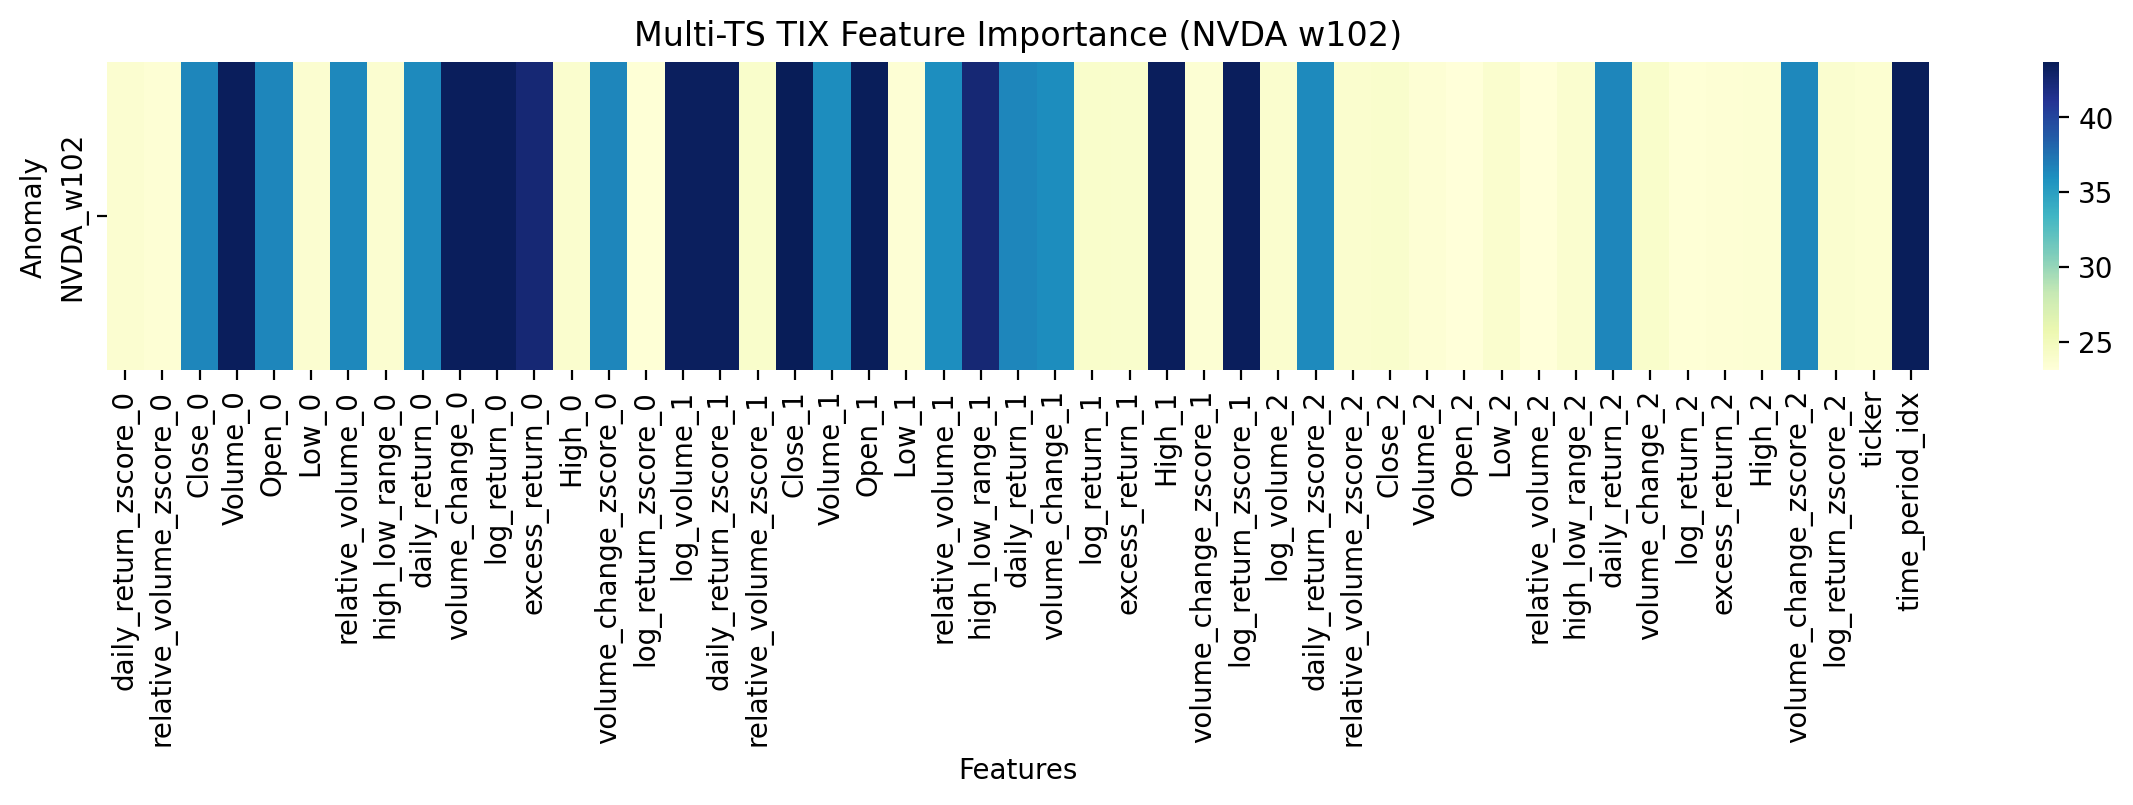 Multi-TS TIX Feature Importance (NVDA w102)
Anomaly
NVDA_w102
40
35
30
25
daily_return_zscore_0
relative_volume_zscore_0
Close_0
Volume_0
Open_0
Low_0
relative_volume_0
high_low_range_0
daily_return_0
volume_change_0
log_return_0
excess_return_0
High_0
volume_change_zscore_0
log_return_zscore_0
log_volume_1
daily_return_zscore_1
relative_volume_zscore_1
Close_1
Volume_1
Open_1
Low_1
relative_volume_1
high_low_range_1
daily_return_1
volume_change_1
log_return_1
excess_return_1
High_1
volume_change_zscore_1
log_return_zscore_1
log_volume_2
daily_return_zscore_2
relative_volume_zscore_2
Close_2
Volume_2
Open_2
Low_2
relative_volume_2
high_low_range_2
daily_return_2
volume_change_2
log_return_2
excess_return_2
High_2
volume_change_zscore_2
log_return_zscore_2
ticker
time_period_idx
Features